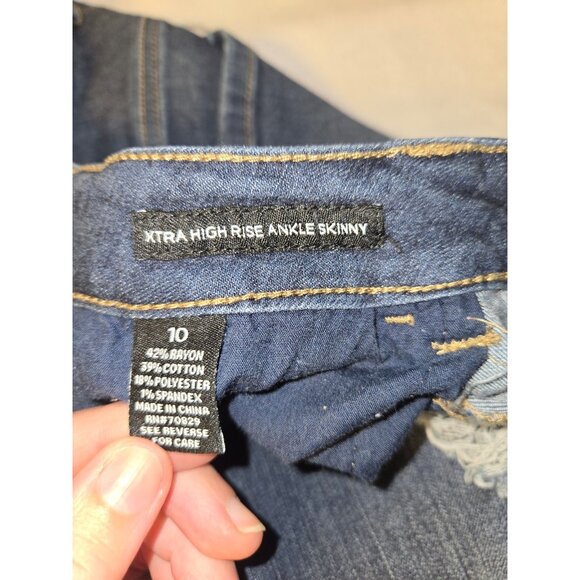 XTRA HIGH RISE ANKLE SKINNY
10
42% RAYON
39% COTTON
18% POLYESTER
1% SPANDEX
MADE IN CHINA
RN#70829
SEE REVERSE
FOR CARE